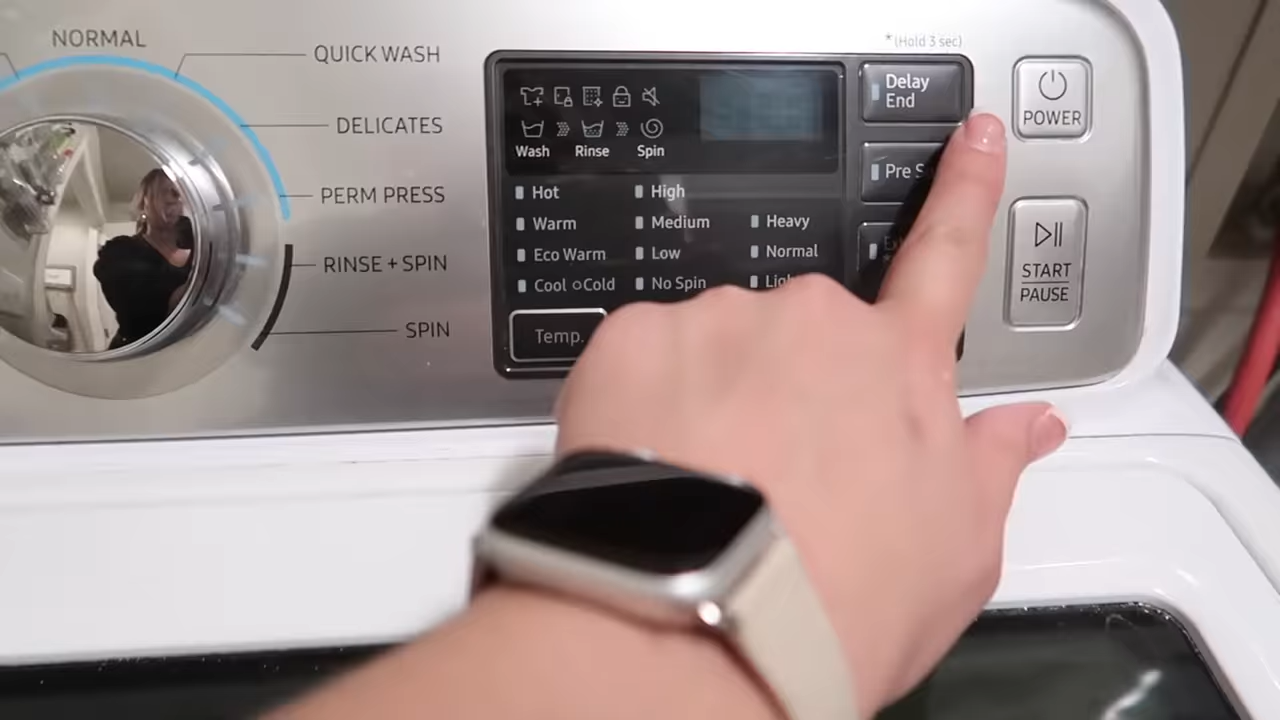 NORMAL
QUICK WASH
DELICATES
PERM PRESS
RINSE + SPIN
SPIN
Wash
Rinse
Spin
Hot
High
Warm
Medium
Heavy
Eco Warm
Low
Normal
Cool
Cold
No Spin
Temp.
*(Hold 3 sec)
Delay
End
Pre
POWER
START
PAUSE